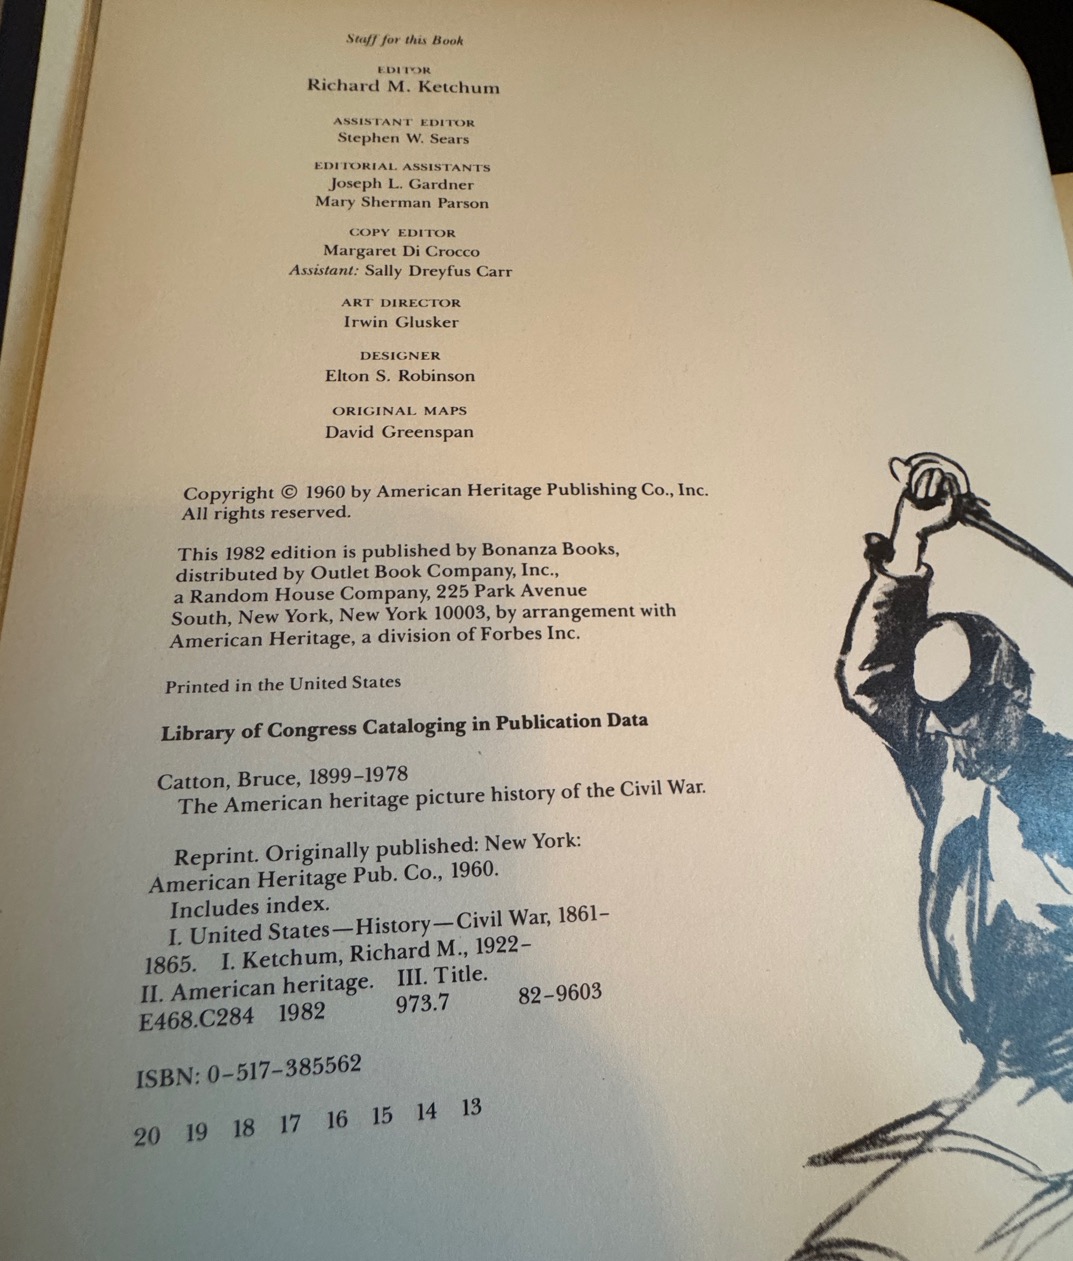 Staff for this Book
EDITOR
Richard M. Ketchum
ASSISTANT EDITOR
Stephen W. Sears
EDITORIAL ASSISTANTS
Joseph L. Gardner
Mary Sherman Parson
COPY EDITOR
Margaret Di Crocco
Assistant: Sally Dreyfus Carr
ART DIRECTOR
Irwin Glusker
DESIGNER
Elton S. Robinson
ORIGINAL MAPS
David Greenspan
Copyright © 1960 by American Heritage Publishing Co., Inc.
All rights reserved.
This 1982 edition is published by Bonanza Books,
distributed by Outlet Book Company, Inc.,
a Random House Company, 225 Park Avenue
South, New York, New York 10003, by arrangement with
American Heritage, a division of Forbes Inc.
Printed in the United States
Library of Congress Cataloging in Publication Data
Catton, Bruce, 1899–1978
The American heritage picture history of the Civil War.
Reprint. Originally published: New York:
American Heritage Pub. Co., 1960.
Includes index.
I. United States—History—Civil War, 1861–
1865. I. Ketchum, Richard M., 1922–
II. American heritage. III. Title.
E468.C284 1982 973.7 82–9603
ISBN: 0–517–385562
20 19 18 17 16 15 14 13